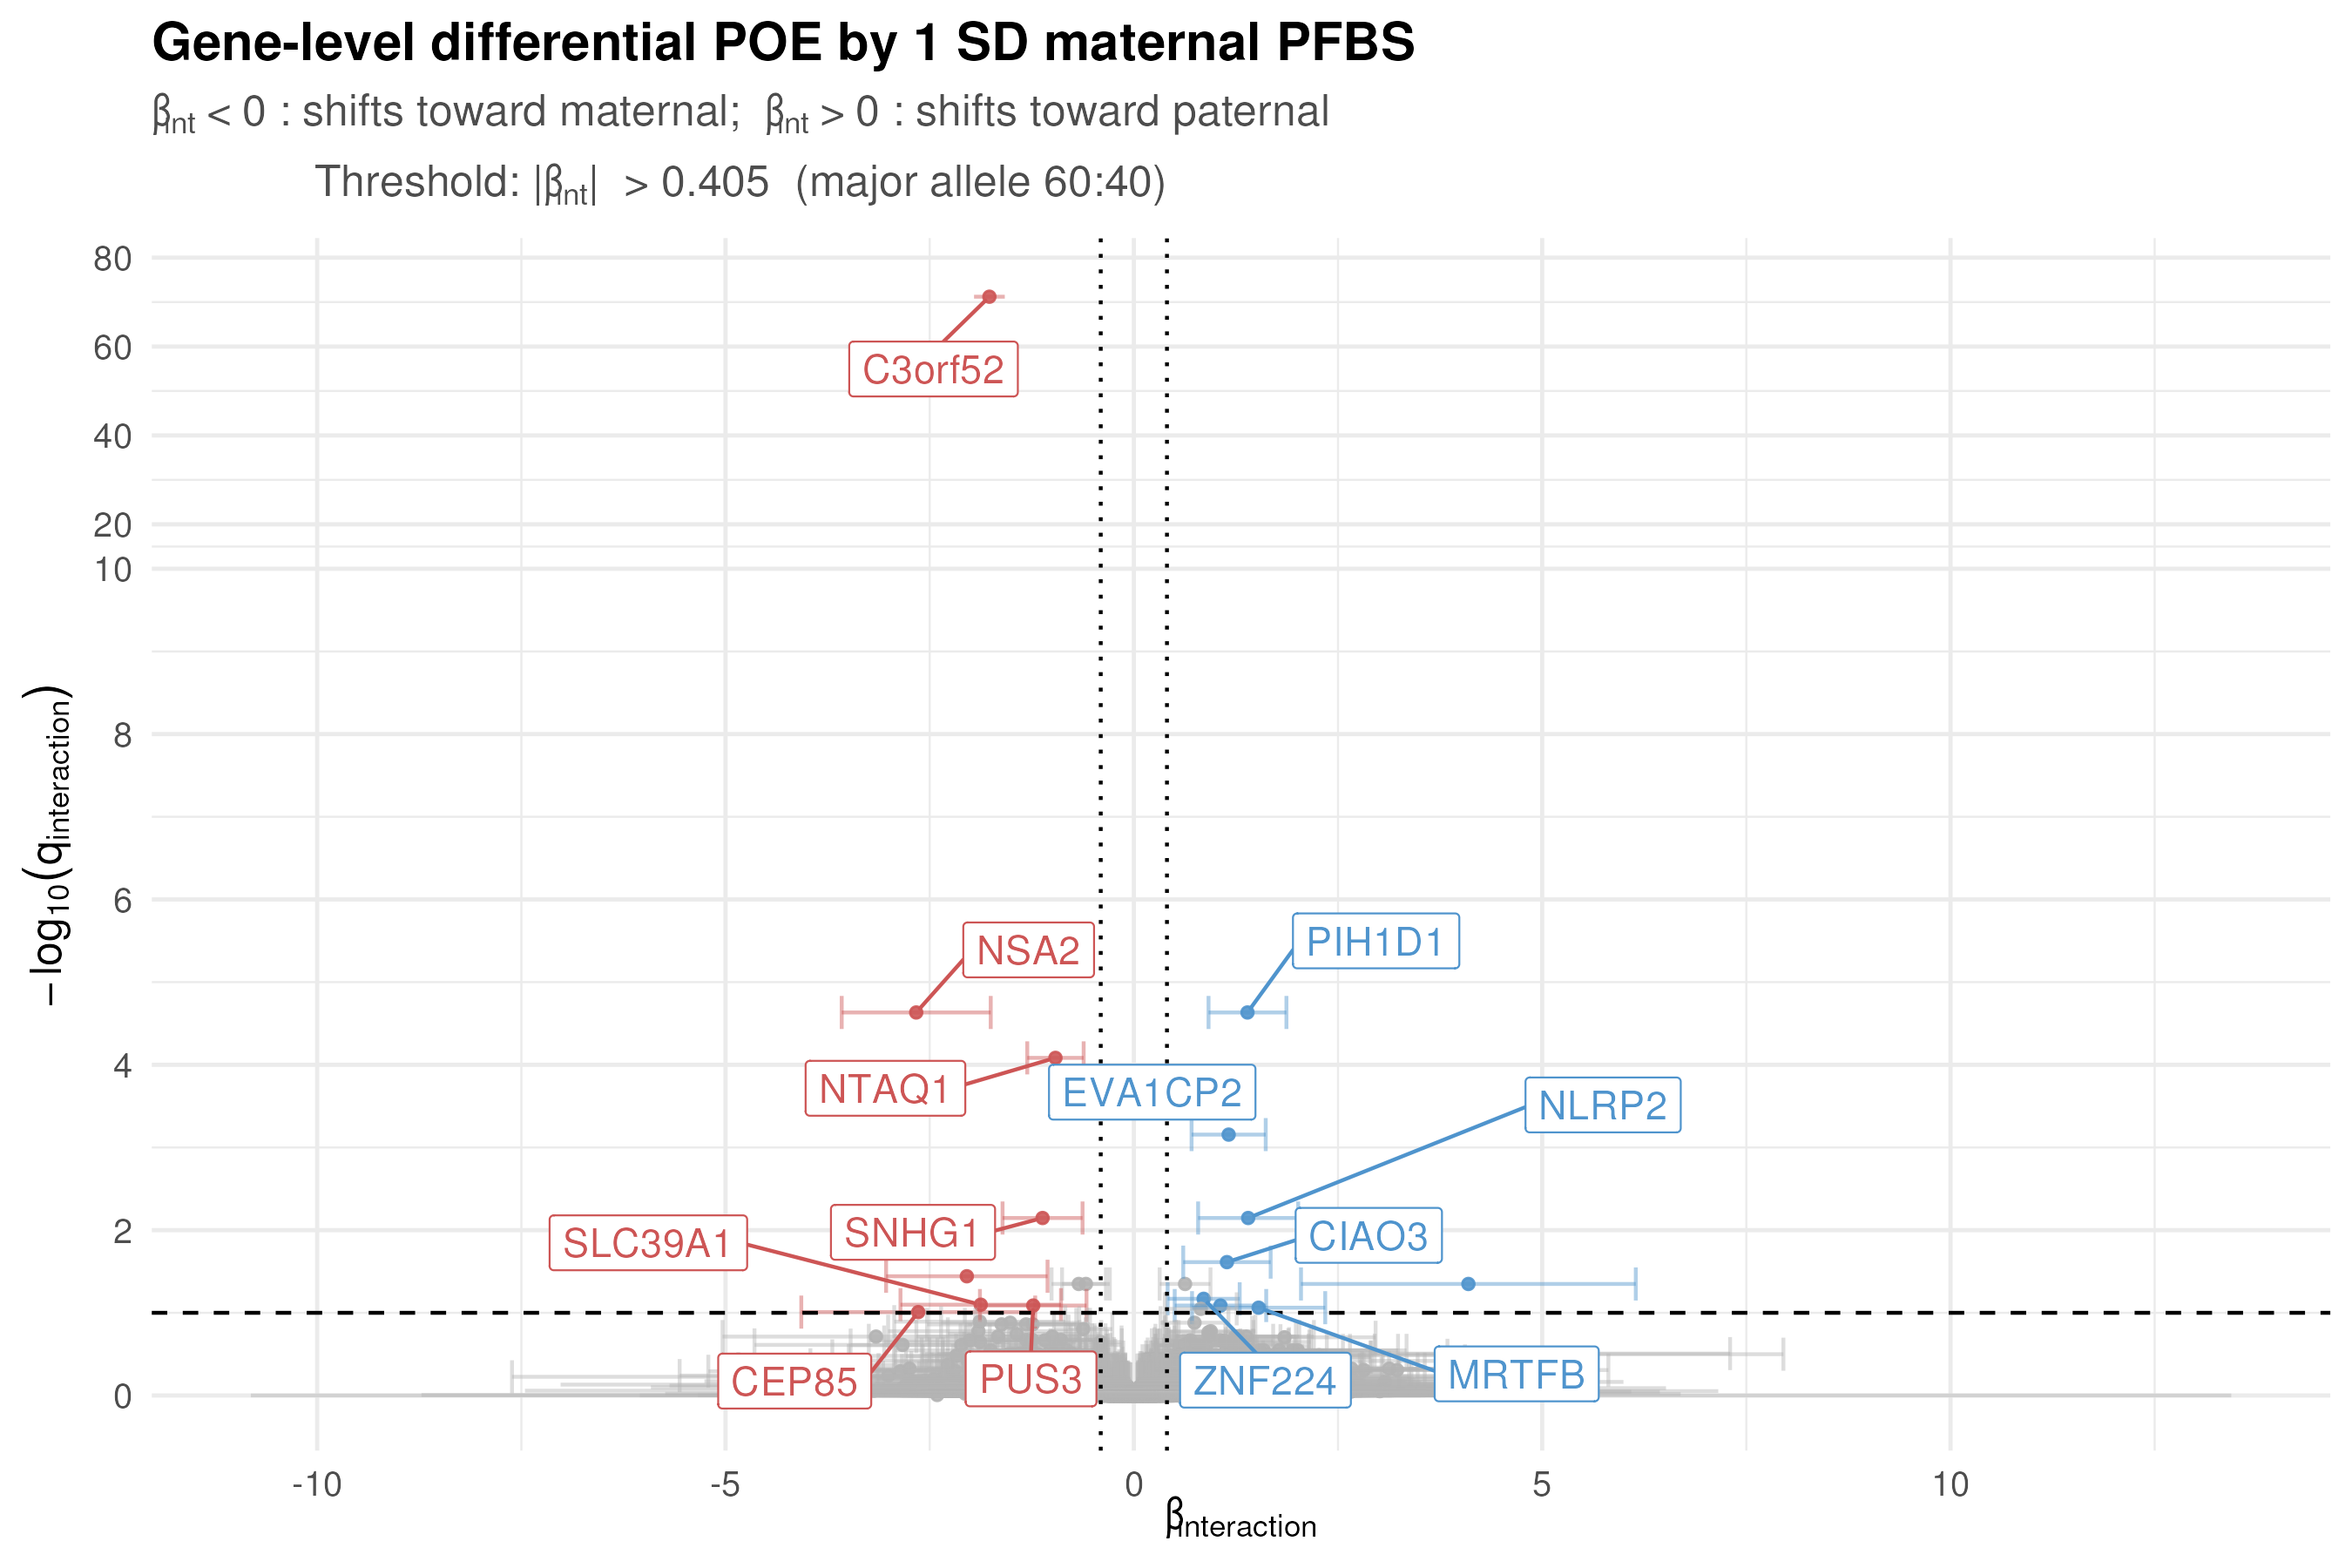 Gene-level differential POE by 1 SD maternal PFBS
βint < 0 : shifts toward maternal; βint > 0 : shifts toward paternal
Threshold: |βint| > 0.405 (major allele 60:40)
80
C3orf52
60
40
20
10
−log10(qinteraction)
8
6
NSA2
PIH1D1
4
NTAQ1
EVA1CP2
NLRP2
2
SLC39A1
SNHG1
CIAO3
0
CEP85
PUS3
ZNF224
MRTFB
-10
-5
0
5
10
βinteraction